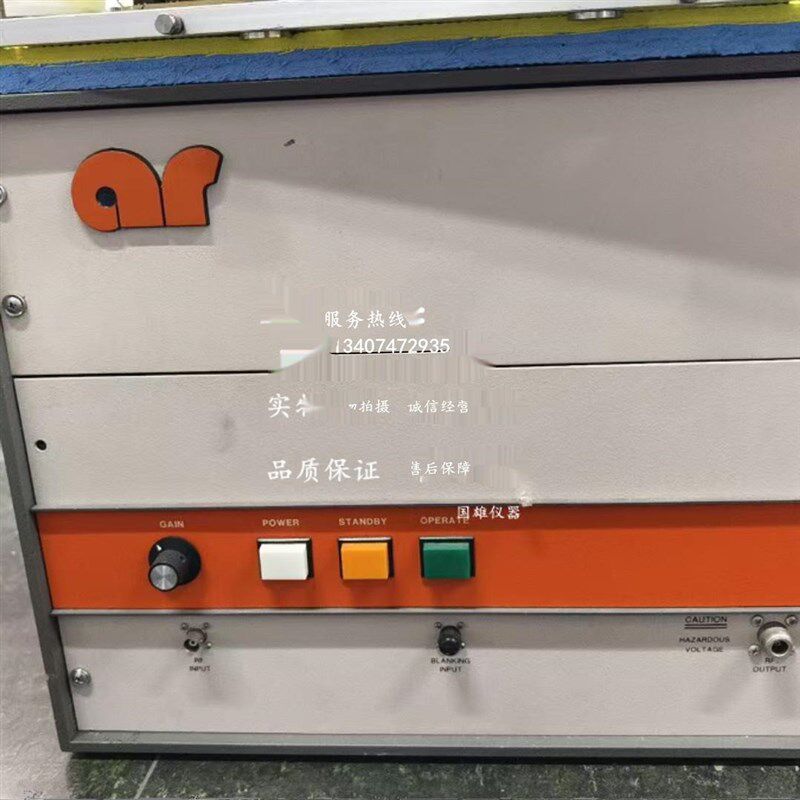 ar
服务热线
13407472935
实 拍摄 诚信经营
品质保证 售后保障
国雄仪器
GAIN POWER STANDBY OPERATE
CAUTION
HAZARDOUS
VOLTAGE
RF
INPUT
BLANKING
INPUT
RF
OUTPUT